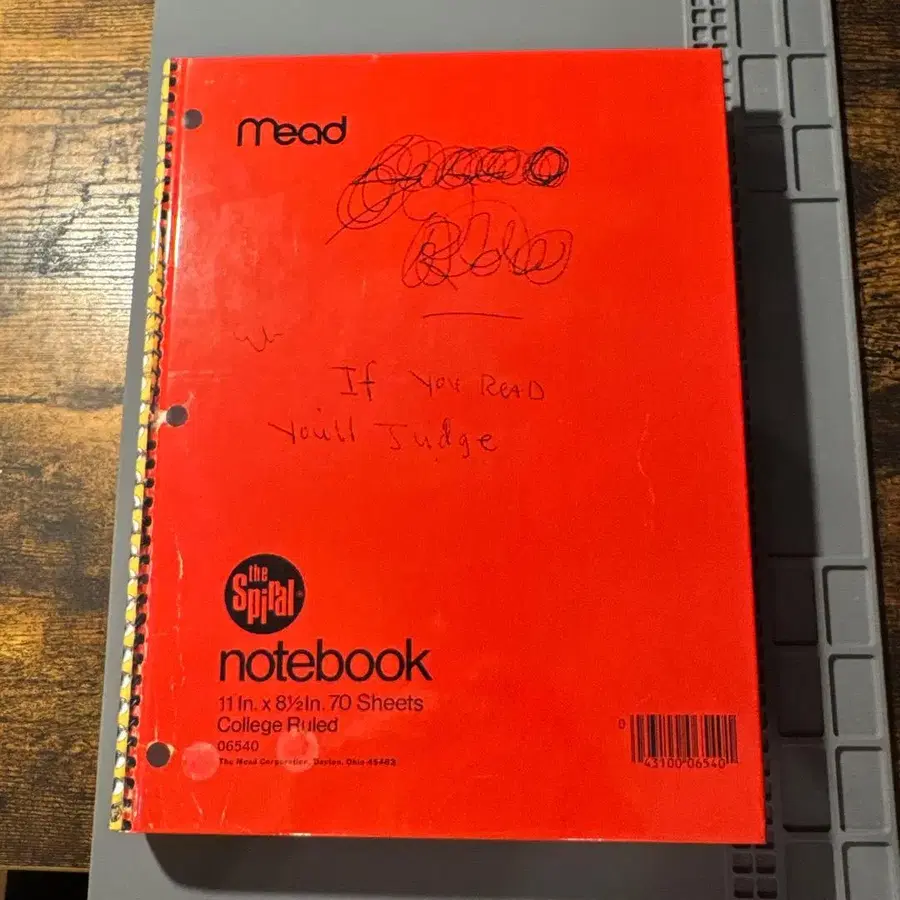 mead
If you READ
You'll Judge
the
Spiral®
notebook
11 In. x 8½ In. 70 Sheets
College Ruled
06540
The Mead Corporation, Dayton, Ohio 45463
0
43100 06540